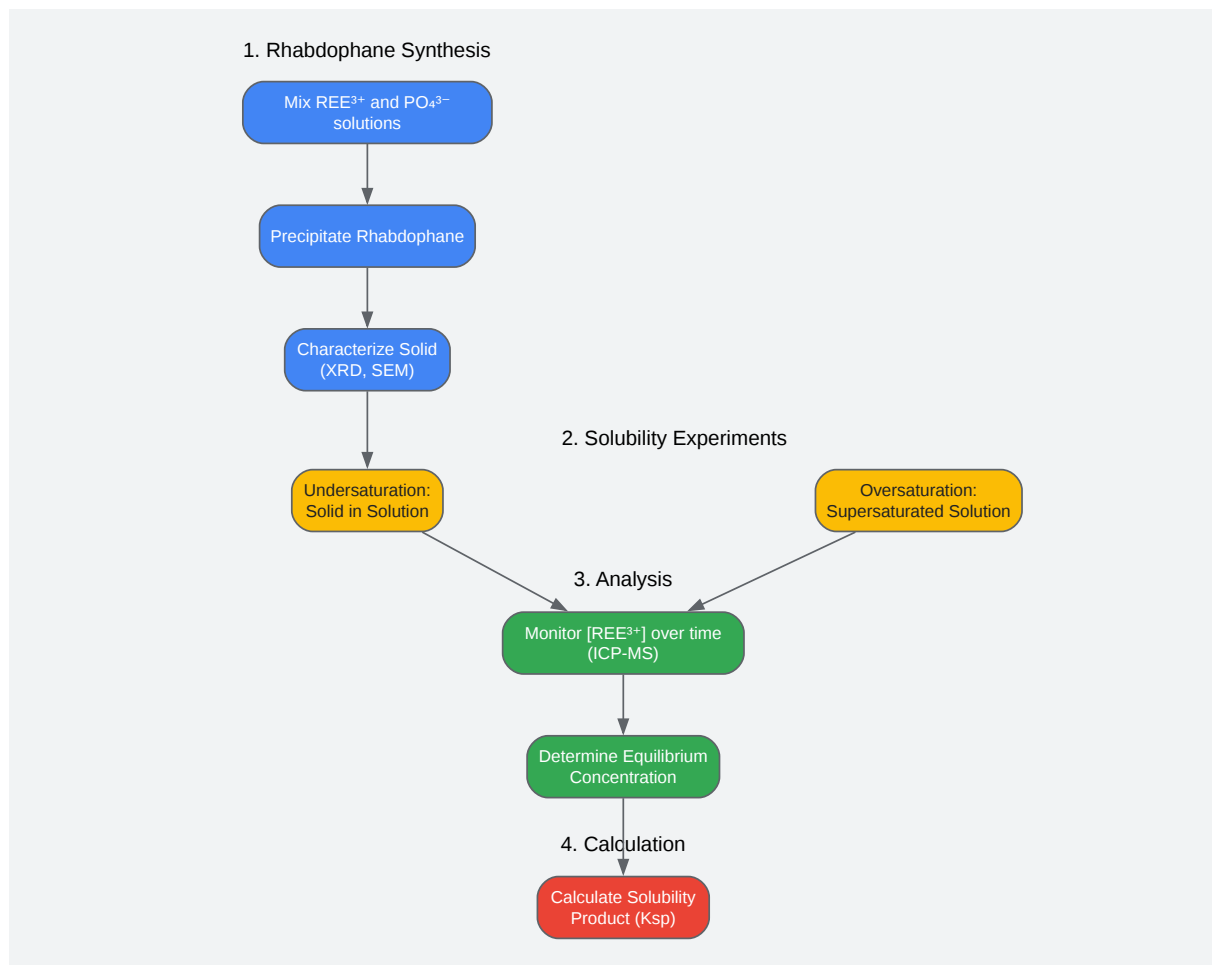 1. Rhabdophane Synthesis
Mix REE³⁺ and PO₄³⁻
solutions
Precipitate Rhabdophane
Characterize Solid
(XRD, SEM)
2. Solubility Experiments
Undersaturation:
Solid in Solution
Oversaturation:
Supersaturated Solution
3. Analysis
Monitor [REE³⁺] over time
(ICP-MS)
Determine Equilibrium
Concentration
4. Calculation
Calculate Solubility
Product (Ksp)